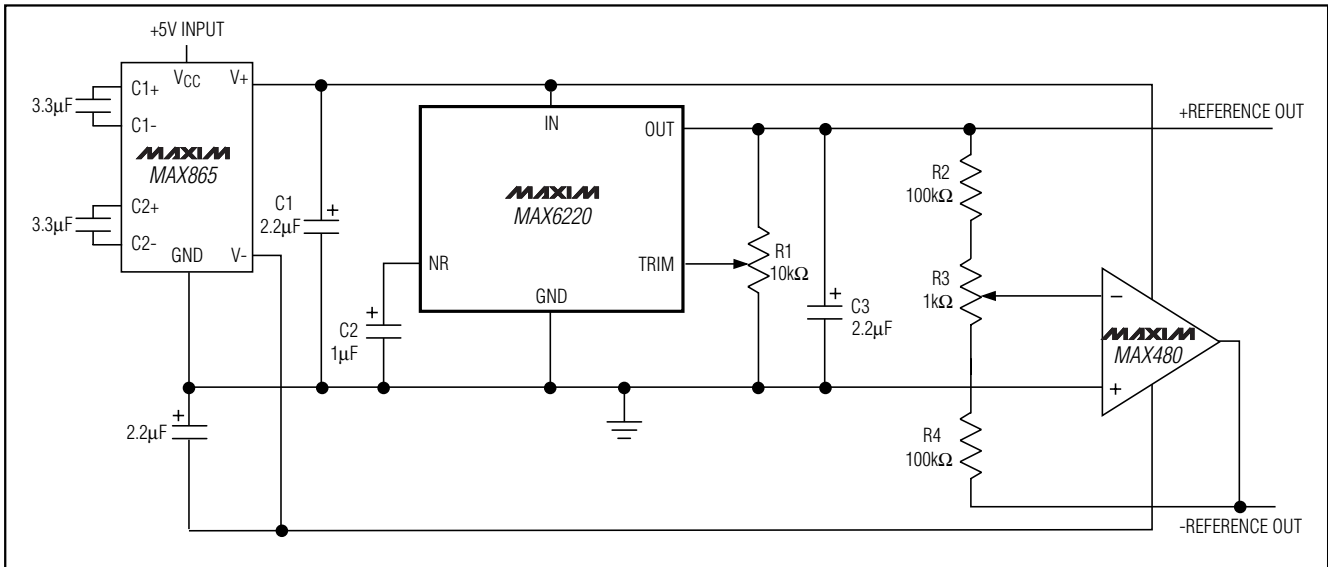 +5V INPUT
VCC
V+
C1+
3.3µF
C1-
MAXIM
MAX865
C2+
3.3µF
C2-
GND
V-
C1
2.2µF
+
IN
OUT
MAXIM
MAX6220
NR
TRIM
GND
+
C2
1µF
R1
10kΩ
+
C3
2.2µF
+REFERENCE OUT
R2
100kΩ
R3
1kΩ
−
MAXIM
MAX480
+
R4
100kΩ
+
2.2µF
-REFERENCE OUT